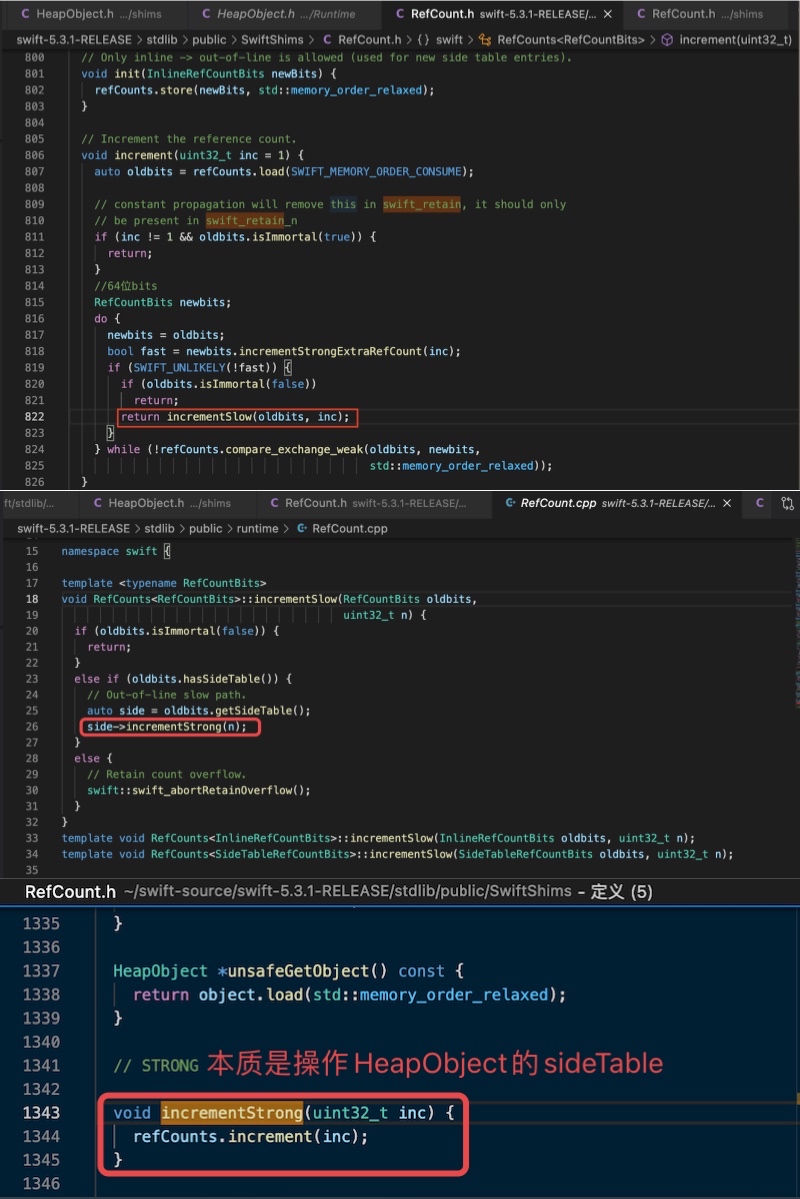 HeapObject.h .../shims HeapObject.h .../Runtime RefCount.h swift-5.3.1-RELEASE/... × RefCount.h .../shims
swift-5.3.1-RELEASE > stdlib > public > SwiftShims > C RefCount.h > {} swift > RefCounts<RefCountBits> > increment(uint32_t)
800 // Only inline -> out-of-line is allowed (used for new side table entries).
801 void init(InlineRefCountBits newBits) {
802 refCounts.store(newBits, std::memory_order_relaxed);
803 }
804
805 // Increment the reference count.
806 void increment(uint32_t inc = 1) {
807 auto oldbits = refCounts.load(SWIFT_MEMORY_ORDER_CONSUME);
808
809 // constant propagation will remove this in swift_retain, it should only
810 // be present in swift_retain_n
811 if (inc != 1 && oldbits.isImmortal(true)) {
812 return;
813 }
814 //64位bits
815 RefCountBits newbits;
816 do {
817 newbits = oldbits;
818 bool fast = newbits.incrementStrongExtraRefCount(inc);
819 if (SWIFT_UNLIKELY(!fast)) {
820 if (oldbits.isImmortal(false))
821 return;
822 return incrementSlow(oldbits, inc);
823 }
824 } while (!refCounts.compare_exchange_weak(oldbits, newbits,
825 std::memory_order_relaxed));
826 }
ft/stdlib/... C HeapObject.h .../shims C RefCount.h swift-5.3.1-RELEASE/... RefCount.cpp swift-5.3.1-RELEASE/... × C
swift-5.3.1-RELEASE > stdlib > public > runtime > RefCount.cpp
15 namespace swift {
16
17 template <typename RefCountBits>
18 void RefCounts<RefCountBits>::incrementSlow(RefCountBits oldbits,
19 uint32_t n) {
20 if (oldbits.isImmortal(false)) {
21 return;
22 }
23 else if (oldbits.hasSideTable()) {
24 // Out-of-line slow path.
25 auto side = oldbits.getSideTable();
26 side->incrementStrong(n);
27 }
28 else {
29 // Retain count overflow.
30 swift::swift_abortRetainOverflow();
31 }
32 }
33 template void RefCounts<InlineRefCountBits>::incrementSlow(InlineRefCountBits oldbits, uint32_t n);
34 template void RefCounts<SideTableRefCountBits>::incrementSlow(SideTableRefCountBits oldbits, uint32_t n);
35
RefCount.h ~/swift-source/swift-5.3.1-RELEASE/stdlib/public/SwiftShims - 定义 (5)
1335 }
1336
1337 HeapObject *unsafeGetObject() const {
1338 return object.load(std::memory_order_relaxed);
1339 }
1340
1341 // STRONG 本质是操作HeapObject的sideTable
1342
1343 void incrementStrong(uint32_t inc) {
1344 refCounts.increment(inc);
1345 }
1346